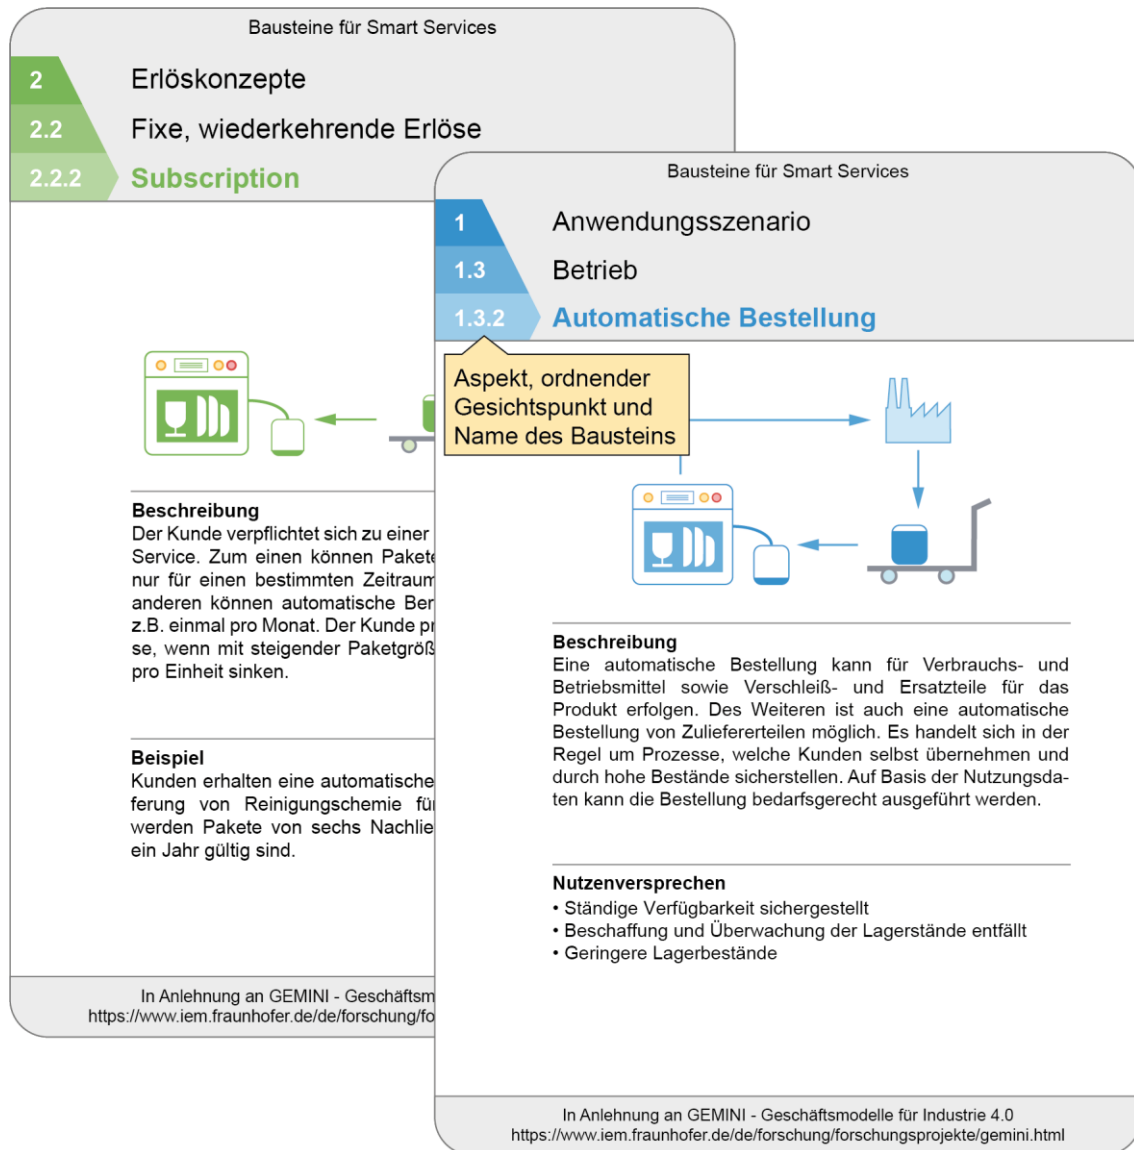 Bausteine für Smart Services
2 Erlöskonzepte
2.2 Fixe, wiederkehrende Erlöse
2.2.2 Subscription
Beschreibung
Der Kunde verpflichtet sich zu einer
Service. Zum einen können Pakete
nur für einen bestimmten Zeitraum
anderen können automatische Ber
z.B. einmal pro Monat. Der Kunde pr
se, wenn mit steigender Paketgröß
pro Einheit sinken.
Beispiel
Kunden erhalten eine automatische
ferung von Reinigungschemie für
werden Pakete von sechs Nachlie
ein Jahr gültig sind.
In Anlehnung an GEMINI - Geschäftsm
https://www.iem.fraunhofer.de/de/forschung/fo
Bausteine für Smart Services
1 Anwendungsszenario
1.3 Betrieb
1.3.2 Automatische Bestellung
Aspekt, ordnender
Gesichtspunkt und
Name des Bausteins
Beschreibung
Eine automatische Bestellung kann für Verbrauchs- und
Betriebsmittel sowie Verschleiß- und Ersatzteile für das
Produkt erfolgen. Des Weiteren ist auch eine automatische
Bestellung von Zuliefererteilen möglich. Es handelt sich in der
Regel um Prozesse, welche Kunden selbst übernehmen und
durch hohe Bestände sicherstellen. Auf Basis der Nutzungsda-
ten kann die Bestellung bedarfsgerecht ausgeführt werden.
Nutzenversprechen
• Ständige Verfügbarkeit sichergestellt
• Beschaffung und Überwachung der Lagerstände entfällt
• Geringere Lagerbestände
In Anlehnung an GEMINI - Geschäftsmodelle für Industrie 4.0
https://www.iem.fraunhofer.de/de/forschung/forschungsprojekte/gemini.html